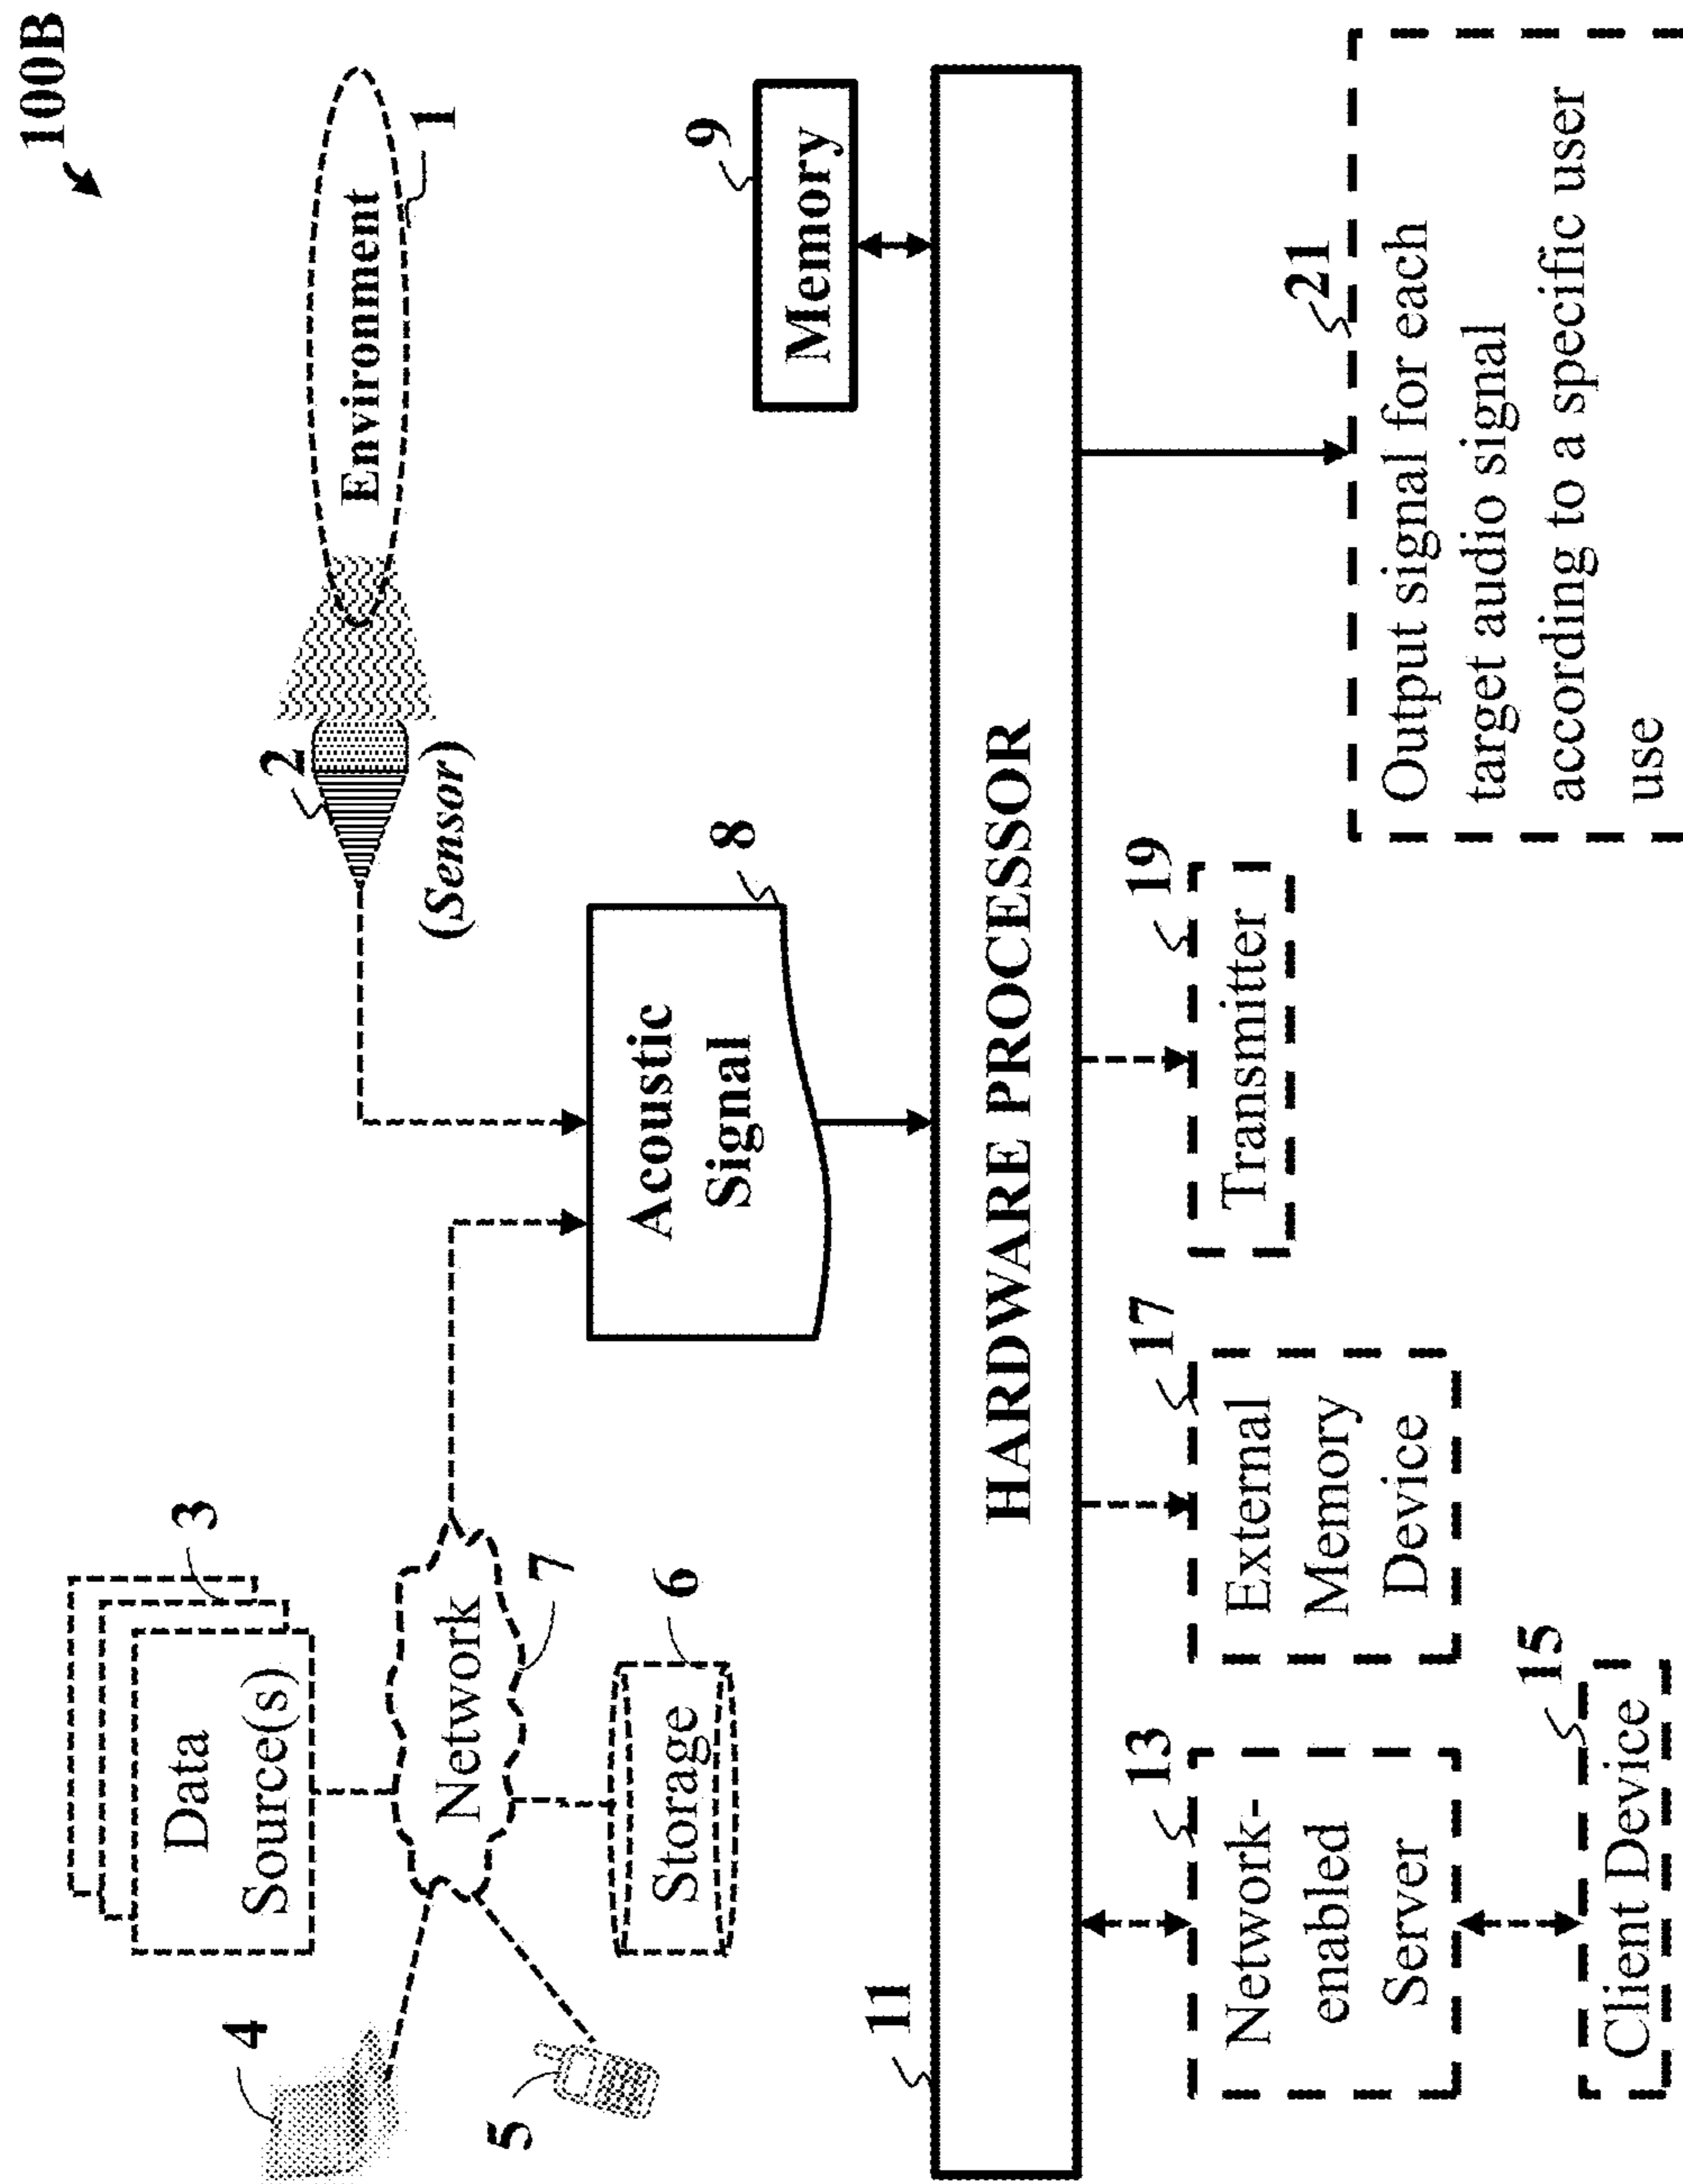 100B
4
5
Data
Source(s)
3
Network
7
Storage
6
2
(Sensor)
Environment
1
Acoustic
Signal
8
Memory
9
11
HARDWARE PROCESSOR
13
Network-
enabled
Server
15
Client Device
17
External
Memory
Device
19
Transmitter
21
Output signal for each
target audio signal
according to a specific user
use